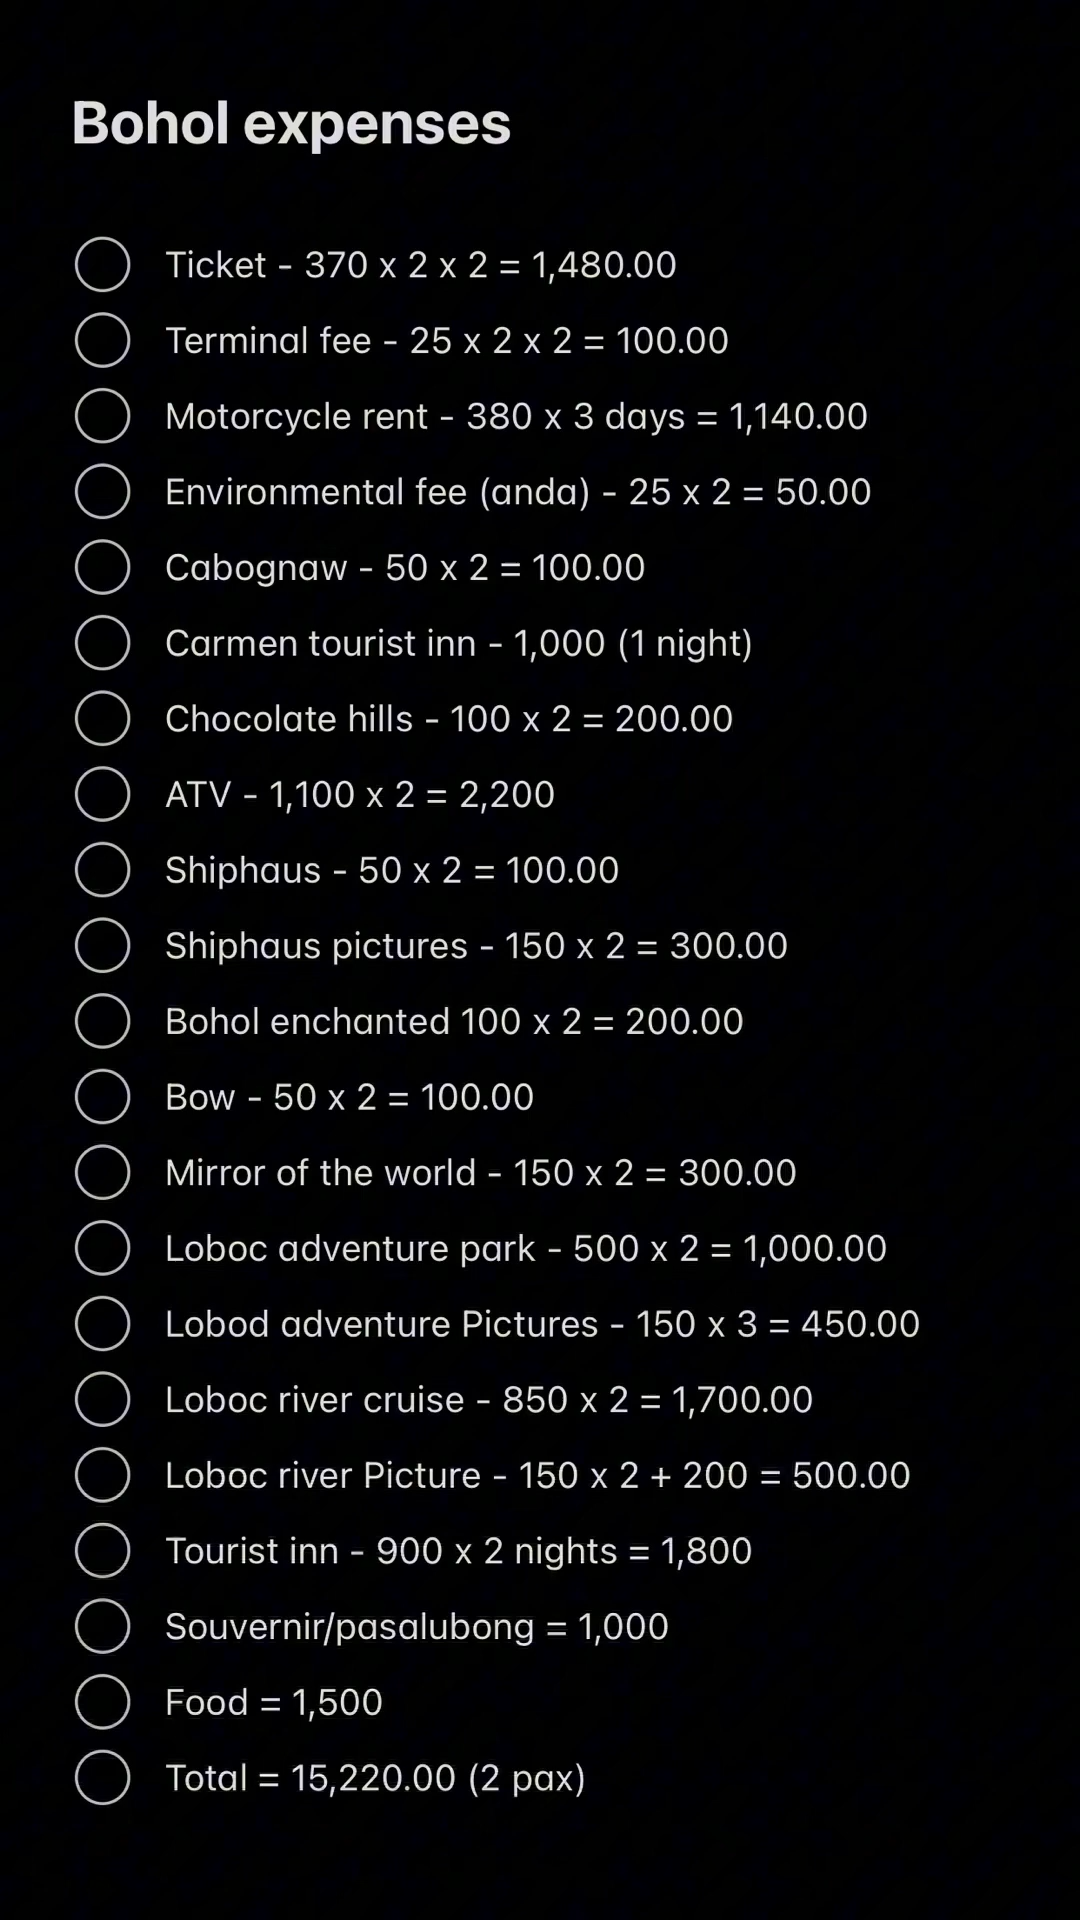 Bohol expenses
Ticket - 370 x 2 x 2 = 1,480.00
Terminal fee - 25 x 2 x 2 = 100.00
Motorcycle rent - 380 x 3 days = 1,140.00
Environmental fee (anda) - 25 x 2 = 50.00
Cabognaw - 50 x 2 = 100.00
Carmen tourist inn - 1,000 (1 night)
Chocolate hills - 100 x 2 = 200.00
ATV - 1,100 x 2 = 2,200
Shiphaus - 50 x 2 = 100.00
Shiphaus pictures - 150 x 2 = 300.00
Bohol enchanted 100 x 2 = 200.00
Bow - 50 x 2 = 100.00
Mirror of the world - 150 x 2 = 300.00
Loboc adventure park - 500 x 2 = 1,000.00
Lobod adventure Pictures - 150 x 3 = 450.00
Loboc river cruise - 850 x 2 = 1,700.00
Loboc river Picture - 150 x 2 + 200 = 500.00
Tourist inn - 900 x 2 nights = 1,800
Souvernir/pasalubong = 1,000
Food = 1,500
Total = 15,220.00 (2 pax)